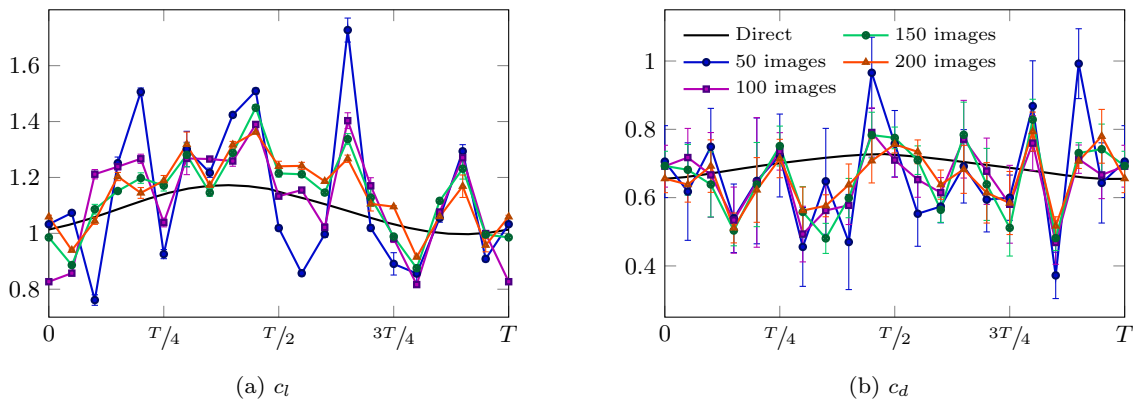 1.6
1.4
1.2
1
0.8
0
T/4
T/2
3T/4
T
(a) c_l
1
0.8
0.6
0.4
Direct
50 images
100 images
150 images
200 images
0
T/4
T/2
3T/4
T
(b) c_d